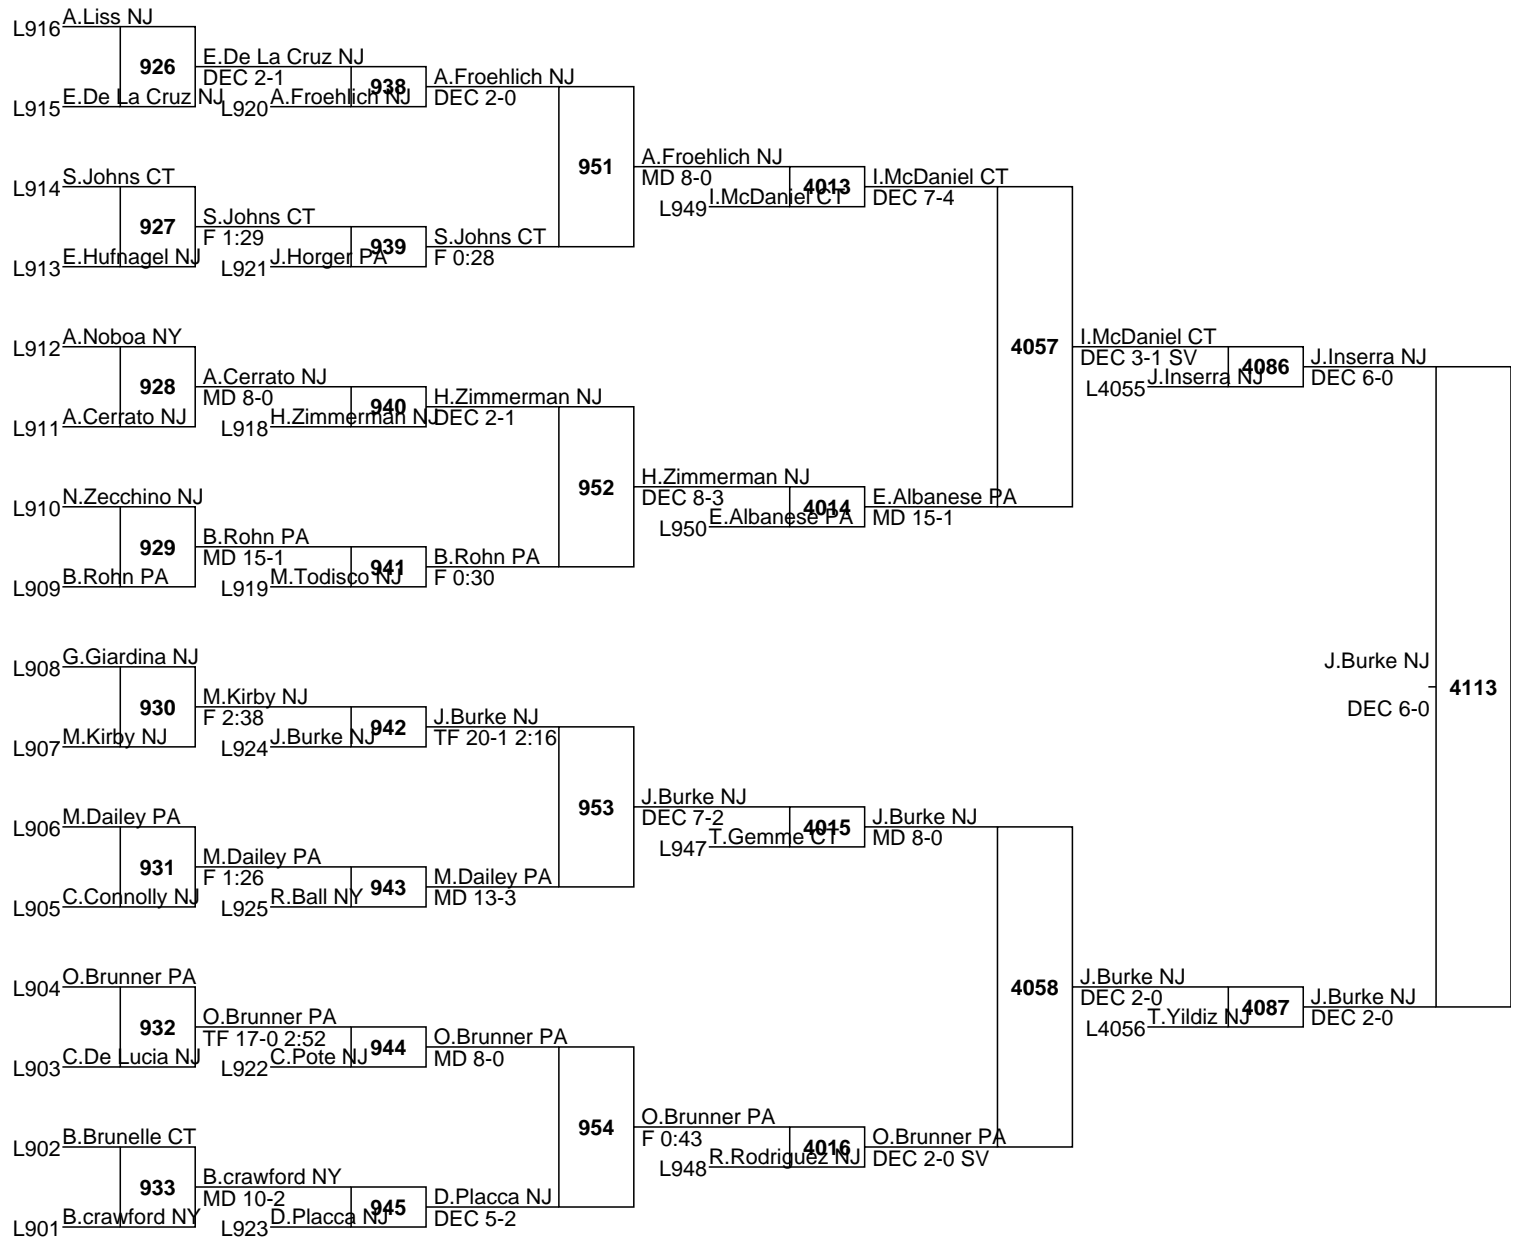 L916 A.Liss NJ
926
E.De La Cruz NJ
DEC 2-1
L915 E.De La Cruz NJ
L920 A.Froehlich NJ
938
A.Froehlich NJ
DEC 2-0
951
A.Froehlich NJ
MD 8-0
L949 I.McDaniel CT
4013
I.McDaniel CT
DEC 7-4
L914 S.Johns CT
927
S.Johns CT
F 1:29
L913 E.Hufnagel NJ
L921 J.Horger PA
939
S.Johns CT
F 0:28
4057
I.McDaniel CT
DEC 3-1 SV
L4055 J.Inserra NJ
4086
J.Inserra NJ
DEC 6-0
L912 A.Noboa NY
928
A.Cerrato NJ
MD 8-0
L911 A.Cerrato NJ
L918 H.Zimmerman NJ
940
H.Zimmerman NJ
DEC 2-1
952
H.Zimmerman NJ
DEC 8-3
L950 E.Albanese PA
4014
E.Albanese PA
MD 15-1
L910 N.Zecchino NJ
929
B.Rohn PA
MD 15-1
L909 B.Rohn PA
L919 M.Todisco NJ
941
B.Rohn PA
F 0:30
J.Burke NJ
4113
DEC 6-0
L908 G.Giardina NJ
930
M.Kirby NJ
F 2:38
L907 M.Kirby NJ
L924 J.Burke NJ
942
J.Burke NJ
TF 20-1 2:16
953
J.Burke NJ
DEC 7-2
L947 T.Gemme CT
4015
J.Burke NJ
MD 8-0
L906 M.Dailey PA
931
M.Dailey PA
F 1:26
L905 C.Connolly NJ
L925 R.Ball NY
943
M.Dailey PA
MD 13-3
4058
J.Burke NJ
DEC 2-0
L4056 T.Yildiz NJ
4087
J.Burke NJ
DEC 2-0
L904 O.Brunner PA
932
O.Brunner PA
TF 17-0 2:52
L903 C.De Lucia NJ
L922 C.Pote NJ
944
O.Brunner PA
MD 8-0
954
O.Brunner PA
F 0:43
L948 R.Rodriguez NJ
4016
O.Brunner PA
DEC 2-0 SV
L902 B.Brunelle CT
933
B.crawford NY
MD 10-2
L901 B.crawford NY
L923 D.Placca NJ
945
D.Placca NJ
DEC 5-2